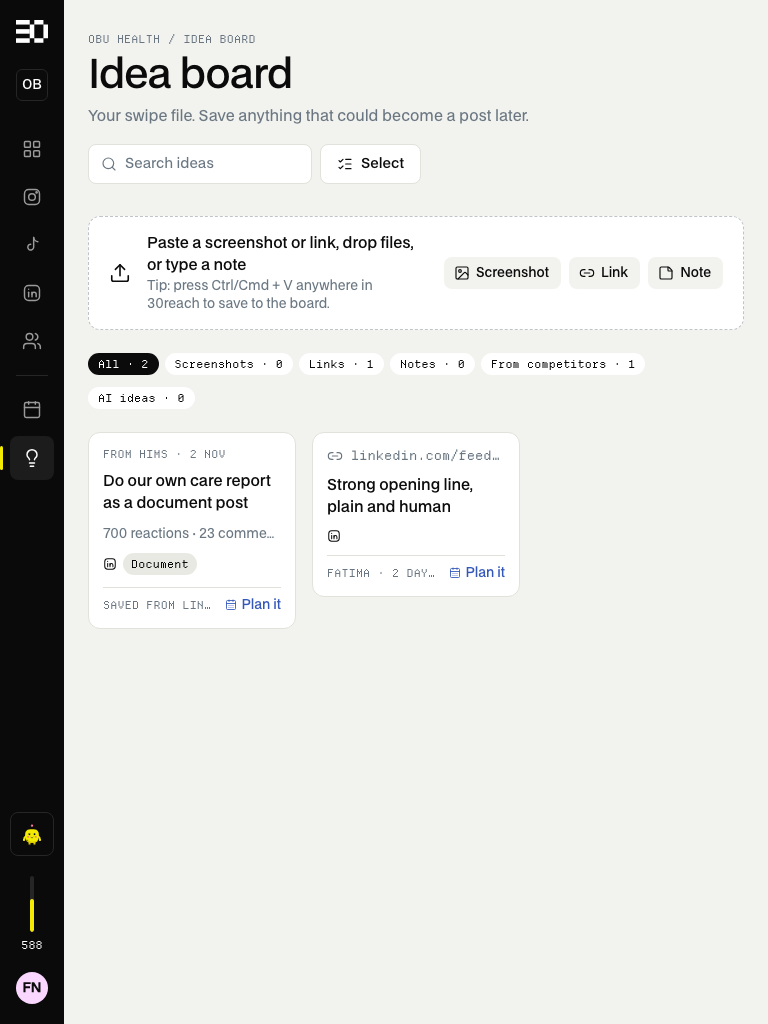 30
OBU HEALTH / IDEA BOARD
Idea board
OB
Your swipe file. Save anything that could become a post later.
Search ideas
Select
Paste a screenshot or link, drop files,
or type a note
Tip: press Ctrl/Cmd + V anywhere in
30reach to save to the board.
Screenshot
Link
Note
All · 2
Screenshots · 0
Links · 1
Notes · 0
From competitors · 1
AI ideas · 0
FROM HIMS · 2 NOV
Do our own care report
as a document post
700 reactions · 23 comme…
Document
SAVED FROM LIN…
Plan it
linkedin.com/feed…
Strong opening line,
plain and human
FATIMA · 2 DAY…
Plan it
588
FN